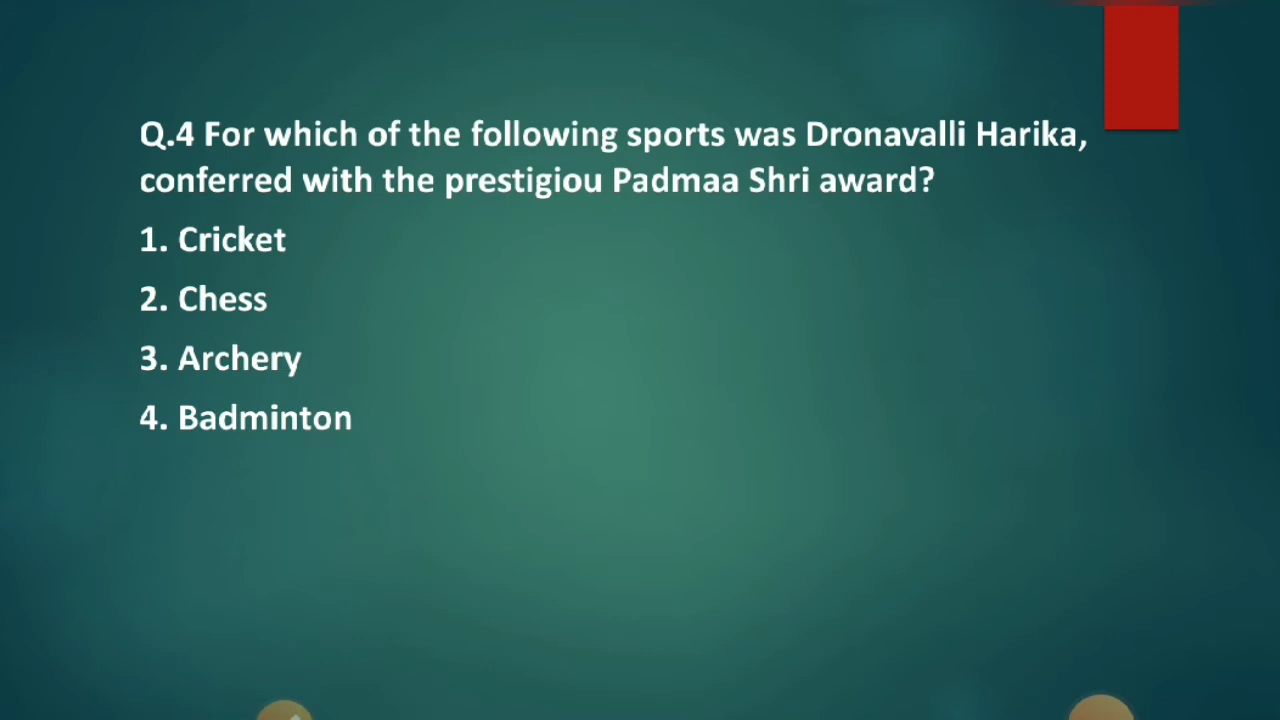 Q.4 For which of the following sports was Dronavalli Harika,
conferred with the prestigiou Padmaa Shri award?
1. Cricket
2. Chess
3. Archery
4. Badminton